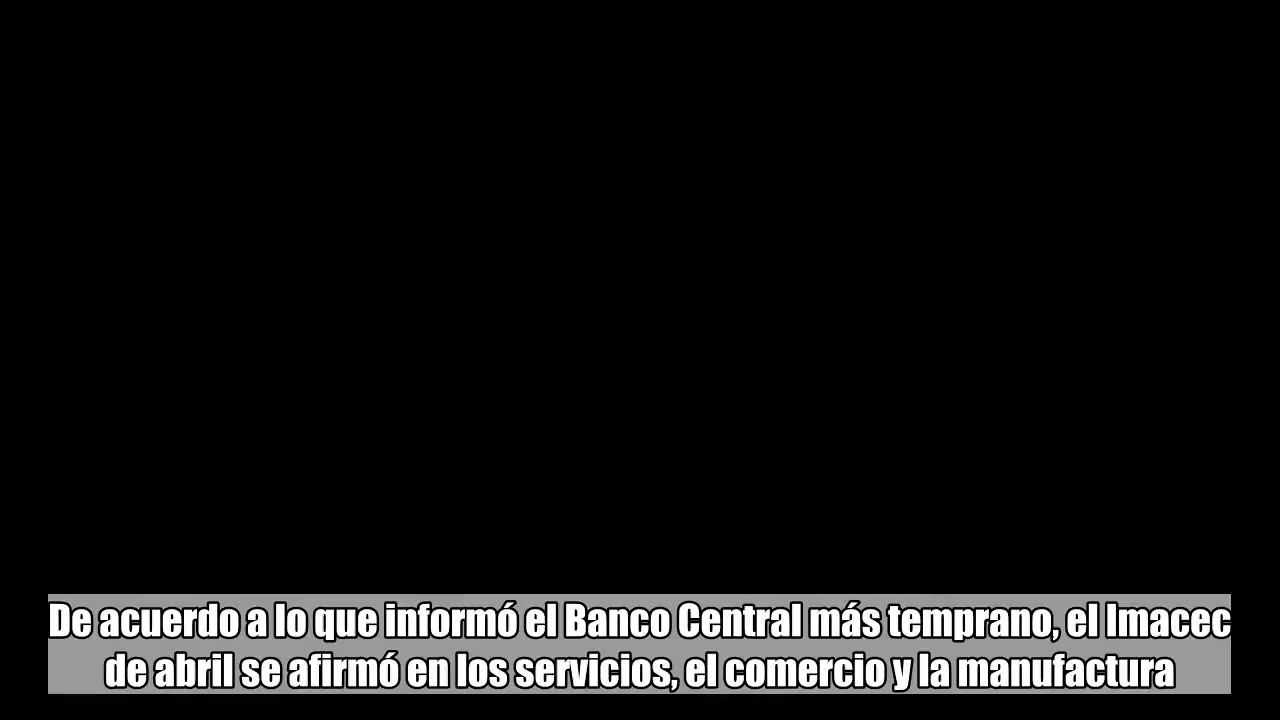 De acuerdo a lo que informó el Banco Central más temprano, el Imacec
de abril se afirmó en los servicios, el comercio y la manufactura